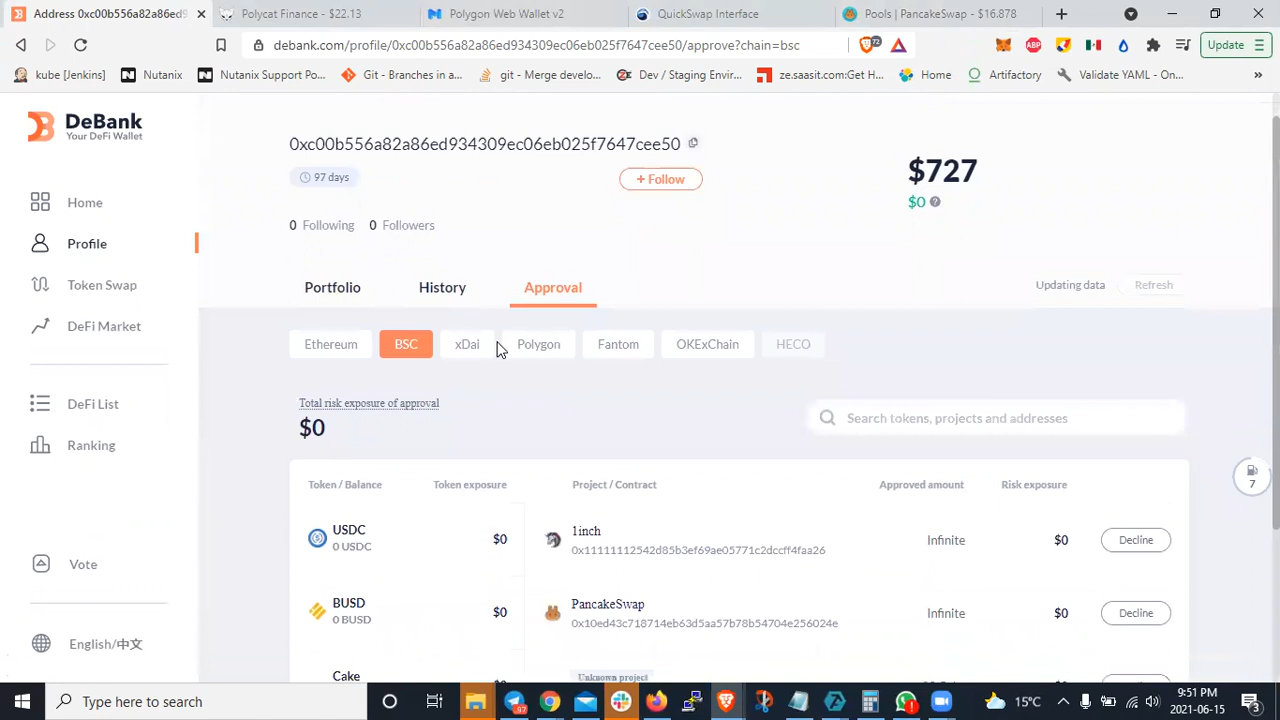 Address 0xc00b556a82a86ed9
Polycat Finance - $22.13
Polygon Web Wallet v2
QuickSwap Interface
Pools | PancakeSwap - $16.878
debank.com/profile/0xc00b556a82a86ed934309ec06eb025f7647cee50/approve?chain=bsc
72
ABP
Update
kube [Jenkins]
Nutanix
Nutanix Support Po...
Git - Branches in a...
git - Merge develo...
Dev / Staging Envir...
ze.saasit.com:Get H...
Home
Artifactory
Validate YAML - On...
»
DeBank
Your DeFi Wallet
0xc00b556a82a86ed934309ec06eb025f7647cee50
97 days
+ Follow
$727
$0
0 Following 0 Followers
Home
Profile
Token Swap
DeFi Market
DeFi List
Ranking
Vote
English/中文
Portfolio
History
Approval
Updating data
Refresh
Ethereum
BSC
xDai
Polygon
Fantom
OKExChain
HECO
Total risk exposure of approval
$0
Search tokens, projects and addresses
7
Token / Balance
Token exposure
Project / Contract
Approved amount
Risk exposure
USDC
0 USDC
$0
1inch
0x11111112542d85b3ef69ae05771c2dccff4faa26
Infinite
$0
Decline
BUSD
0 BUSD
$0
PancakeSwap
0x10ed43c718714eb63d5aa57b78b54704e256024e
Infinite
$0
Decline
Cake
Unknown project
Type here to search
97
15°C
9:51 PM
2021-06-15
3